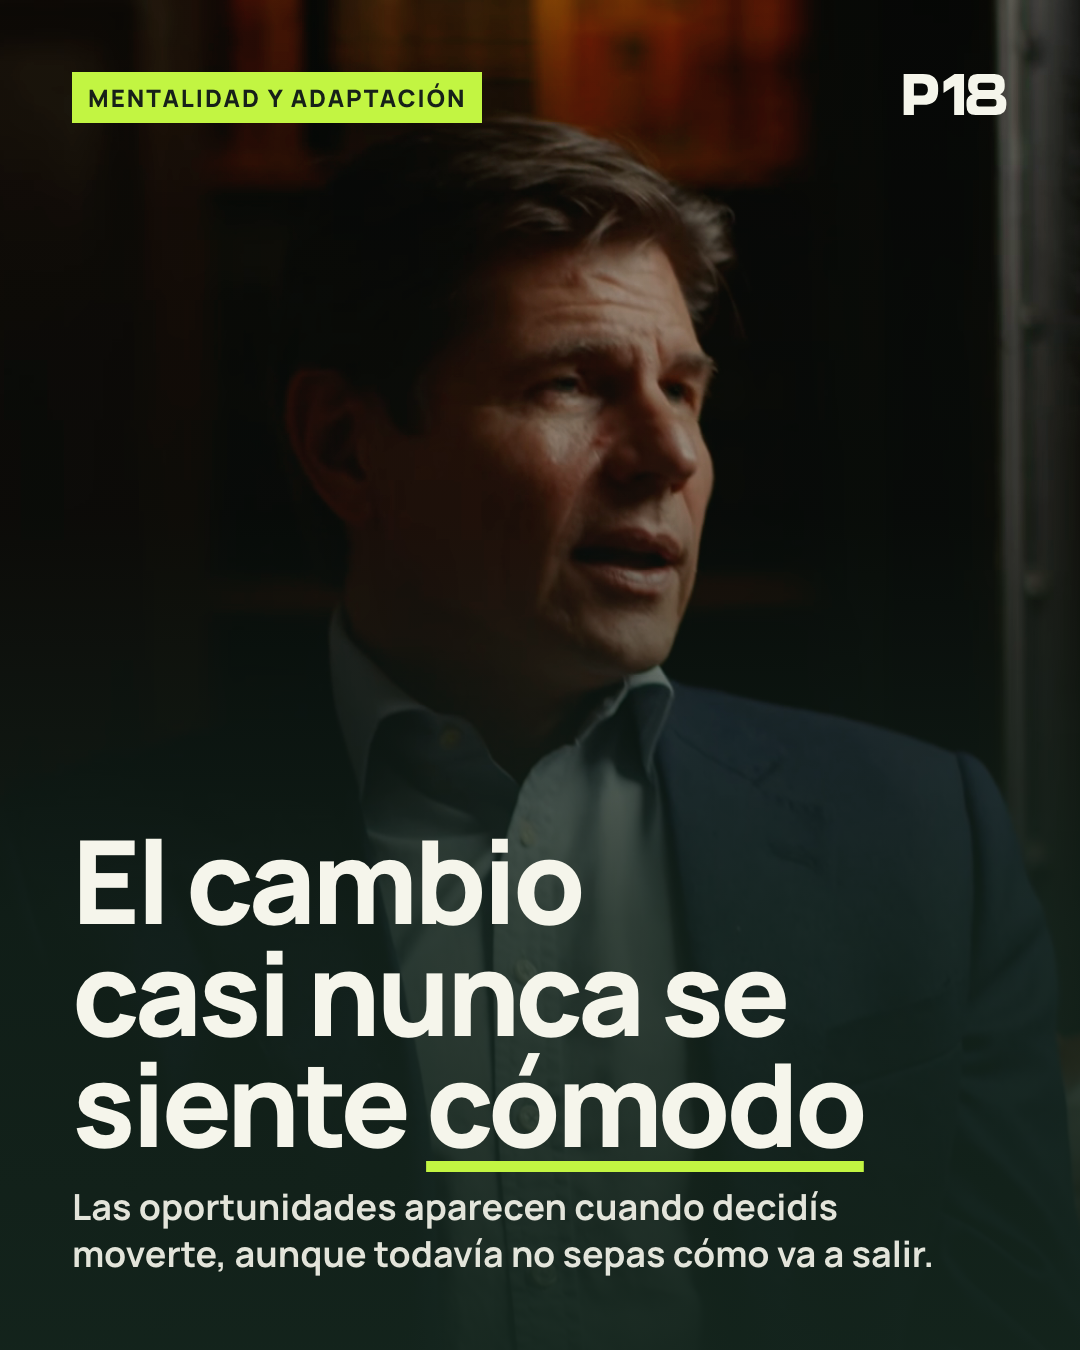 MENTALIDAD Y ADAPTACIÓN
P18
El cambio
casi nunca se
siente cómodo
Las oportunidades aparecen cuando decidís
moverte, aunque todavía no sepas cómo va a salir.